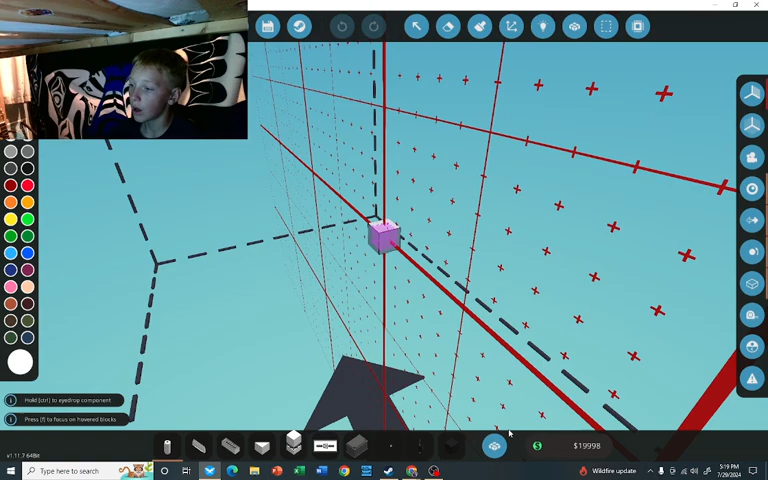 Hold [ctrl] to eyedrop component
Press [f] to focus on hovered blocks
$19998
v1.11.7 64Bit
Type here to search
Wildfire update
5:19 PM
7/29/2024